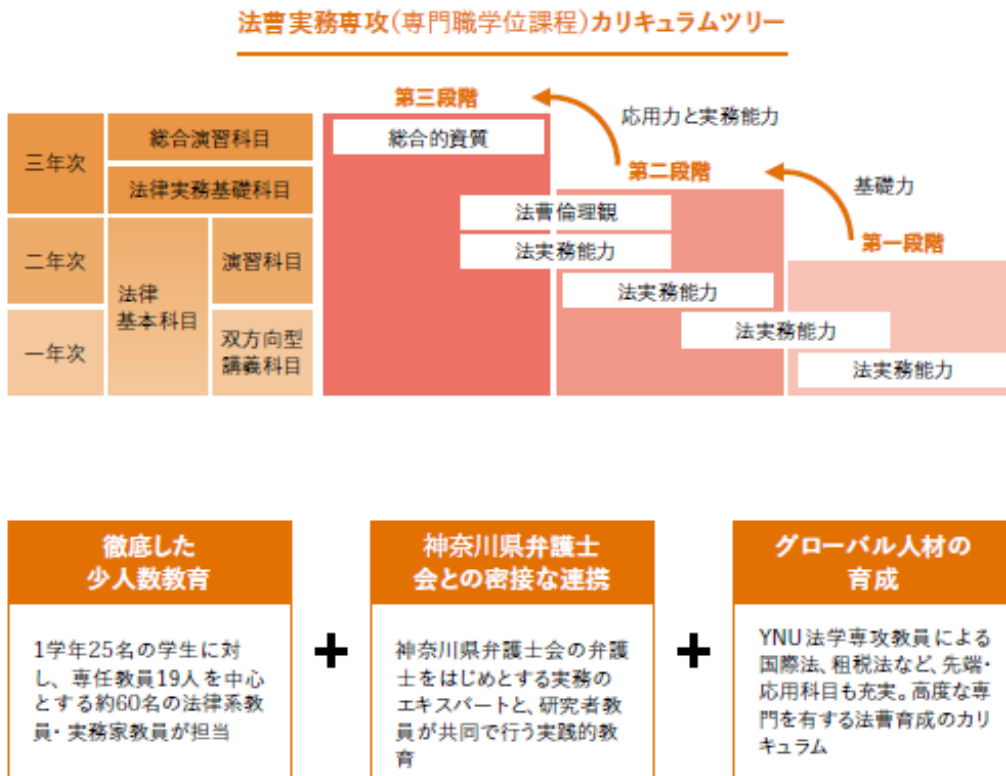 法曹実務専攻(専門職学位課程)カリキュラムツリー
第三段階
応用力と実務能力
三年次
総合演習科目
総合的資質
法律実務基礎科目
第二段階
基礎力
法曹倫理観
第一段階
二年次
演習科目
法実務能力
法律
基本科目
法実務能力
一年次
双方向型
講義科目
法実務能力
法実務能力
徹底した
少人数教育
1学年25名の学生に対
し、専任教員19人を中心
とする約60名の法律系教
員・実務家教員が担当
+
神奈川県弁護士
会との密接な連携
神奈川県弁護士会の弁護
士をはじめとする実務の
エキスパートと、研究者教
員が共同で行う実践的教
育
+
グローバル人材の
育成
YNU法学専攻教員による
国際法、租税法など、先端・
応用科目も充実。高度な専
門を有する法曹育成のカリ
キュラム